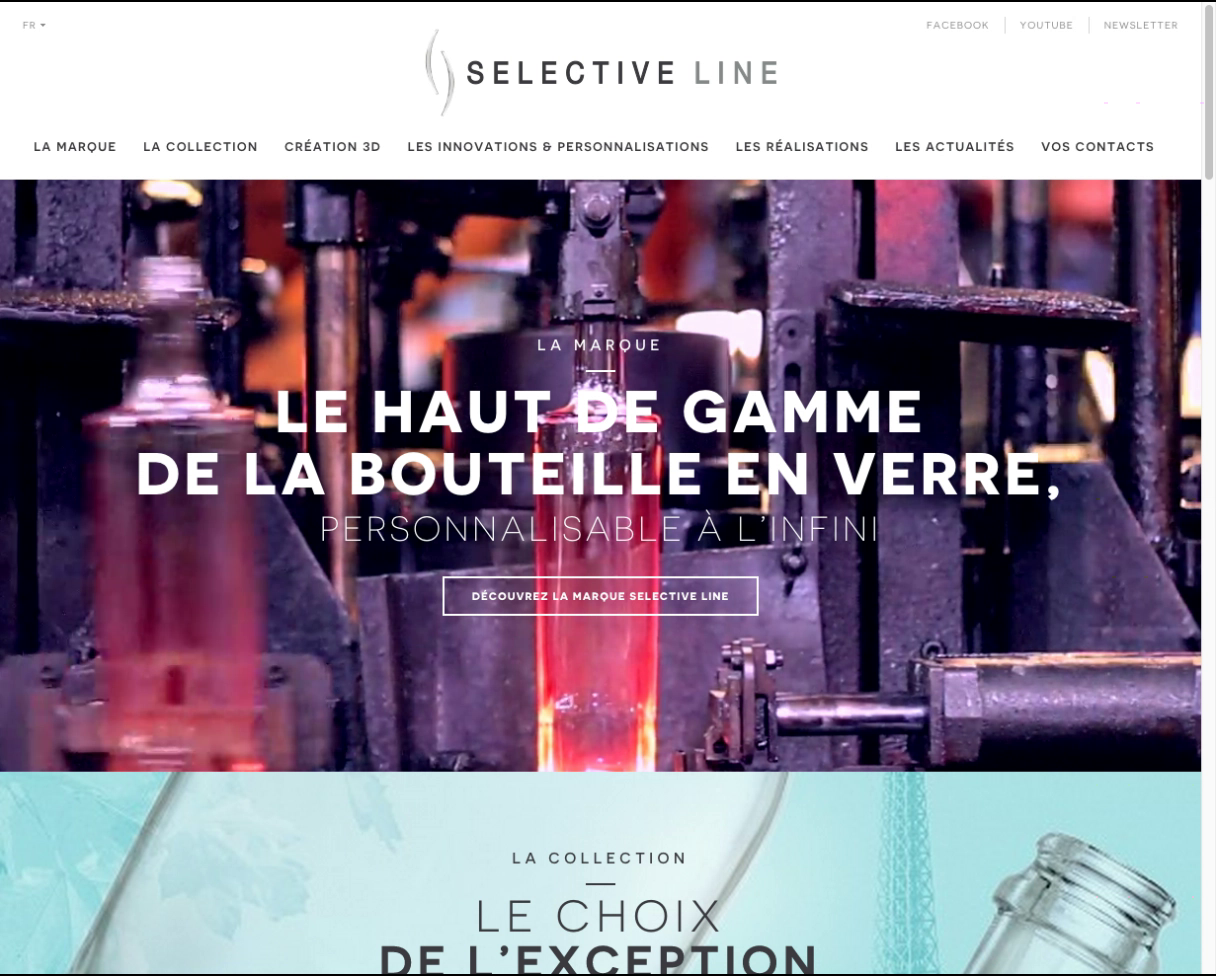 FR
FACEBOOK
YOUTUBE
NEWSLETTER
SELECTIVE LINE
LA MARQUE
LA COLLECTION
CRÉATION 3D
LES INNOVATIONS & PERSONNALISATIONS
LES RÉALISATIONS
LES ACTUALITÉS
VOS CONTACTS
LA MARQUE
LE HAUT DE GAMME
DE LA BOUTEILLE EN VERRE,
PERSONNALISABLE À L'INFINI
DÉCOUVREZ LA MARQUE SELECTIVE LINE
LA COLLECTION
LE CHOIX
DE L'EXCEPTION